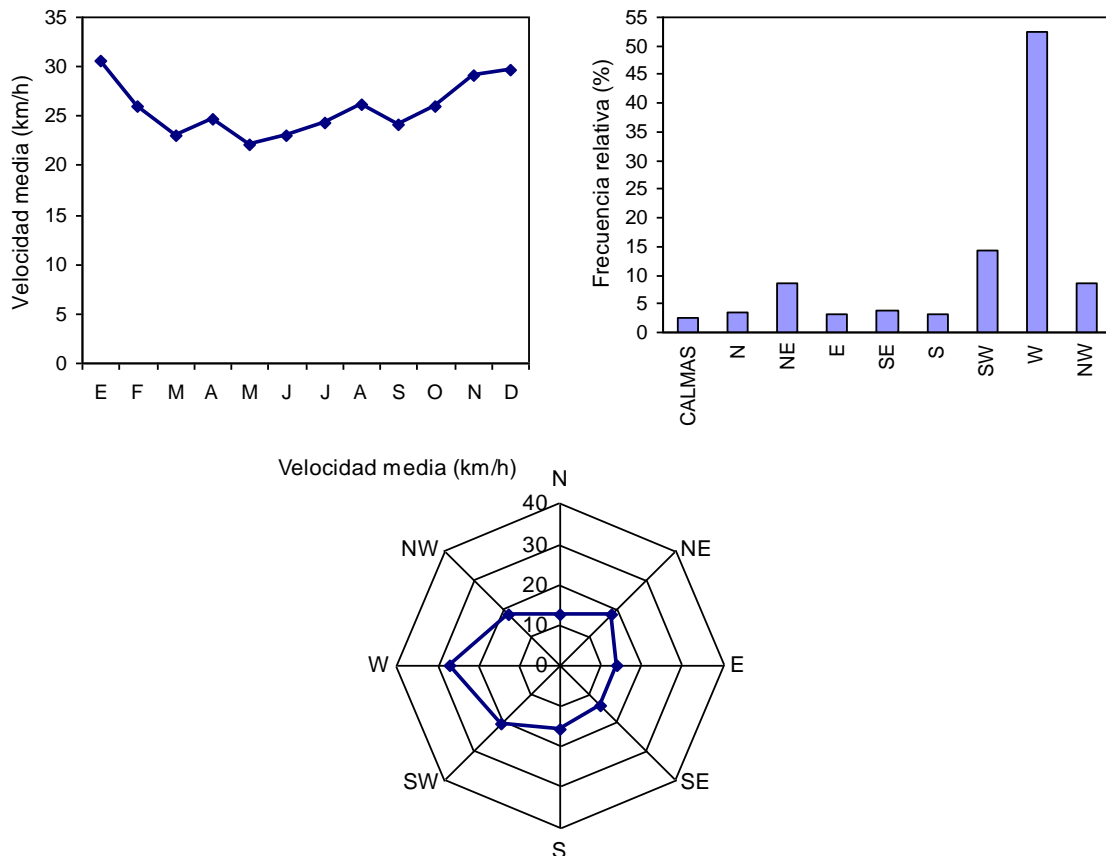 Velocidad media (km/h)
35
30
25
20
15
10
5
0
E F M A M J J A S O N D
Frecuencia relativa (%)
55
50
45
40
35
30
25
20
15
10
5
0
CALMAS N NE E SE S SW W NW
Velocidad media (km/h)
N
40
NW
30
NE
20
10
W
0
E
SW
SE
S